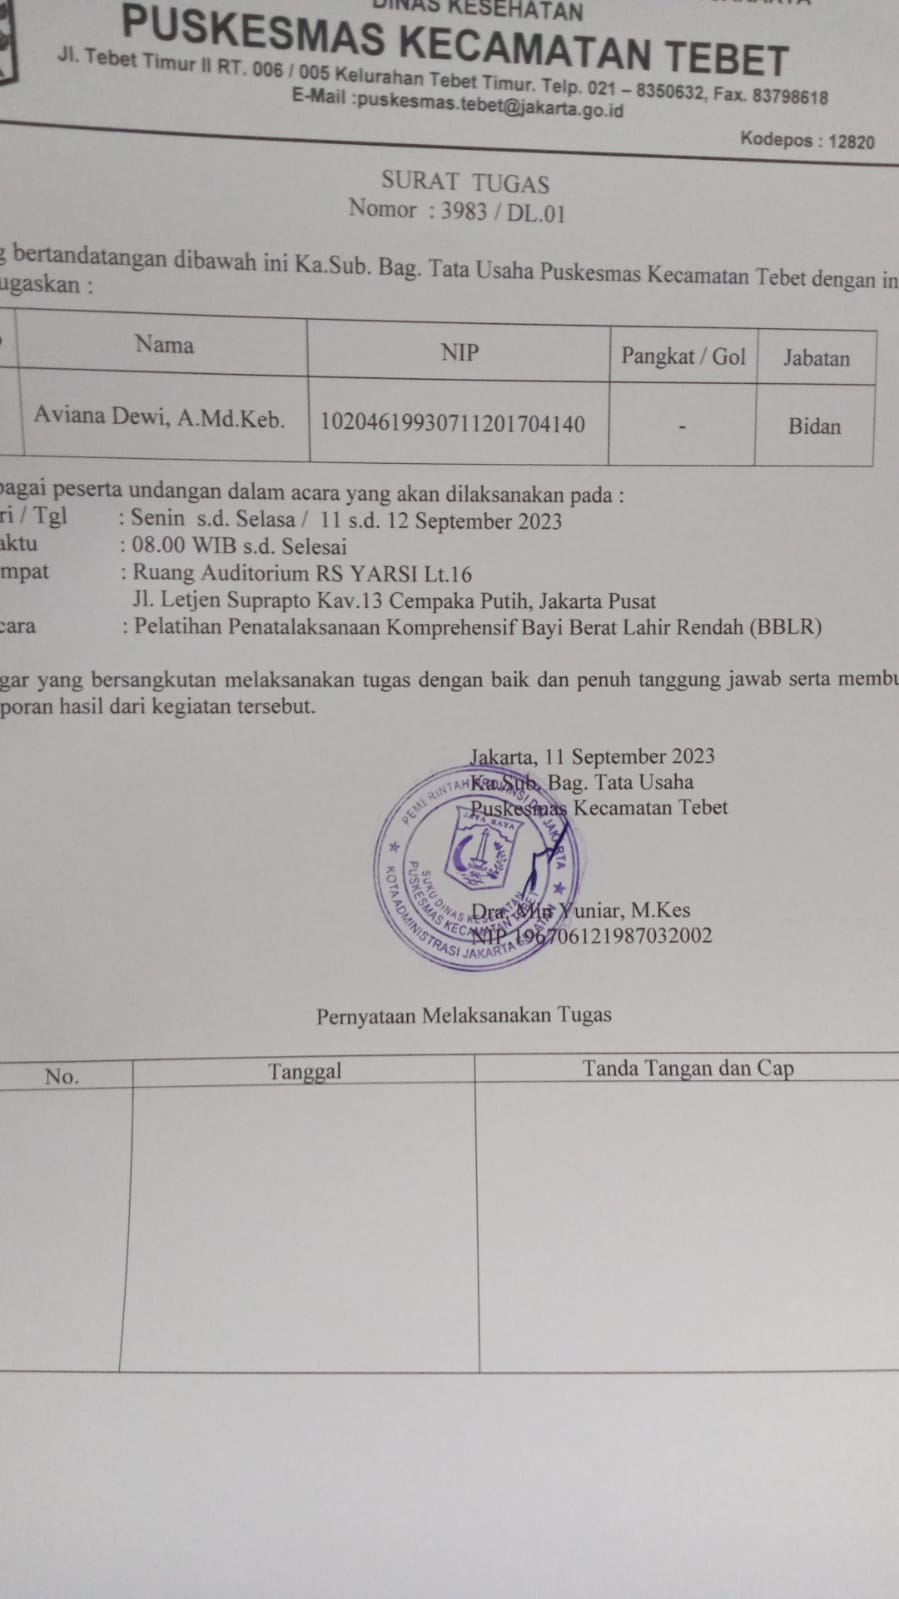 DINAS KESEHATAN
PUSKESMAS KECAMATAN TEBET
Jl. Tebet Timur II RT. 006 / 005 Kelurahan Tebet Timur. Telp. 021 – 8350632, Fax. 83798618
E-Mail :puskesmas.tebet@jakarta.go.id
Kodepos : 12820
SURAT TUGAS
Nomor : 3983 / DL.01
g bertandatangan dibawah ini Ka.Sub. Bag. Tata Usaha Puskesmas Kecamatan Tebet dengan in
ugaskan :
Nama NIP Pangkat / Gol Jabatan
Aviana Dewi, A.Md.Keb. 10204619930711201704140 - Bidan
bagai peserta undangan dalam acara yang akan dilaksanakan pada :
ri / Tgl : Senin s.d. Selasa / 11 s.d. 12 September 2023
aktu : 08.00 WIB s.d. Selesai
mpat : Ruang Auditorium RS YARSI Lt.16
Jl. Letjen Suprapto Kav.13 Cempaka Putih, Jakarta Pusat
cara : Pelatihan Penatalaksanaan Komprehensif Bayi Berat Lahir Rendah (BBLR)
gar yang bersangkutan melaksanakan tugas dengan baik dan penuh tanggung jawab serta membu
poran hasil dari kegiatan tersebut.
Jakarta, 11 September 2023
Ka.Sub. Bag. Tata Usaha
Puskesmas Kecamatan Tebet
PEMERINTAH PROVINSI DKI JAKARTA
JAYA RAYA
SUKU DINAS KESEHATAN
PUSKESMAS KECAMATAN TEBET
KOTA ADMINISTRASI JAKARTA SELATAN
Dra. Min Yuniar, M.Kes
NIP 196706121987032002
Pernyataan Melaksanakan Tugas
No. Tanggal Tanda Tangan dan Cap